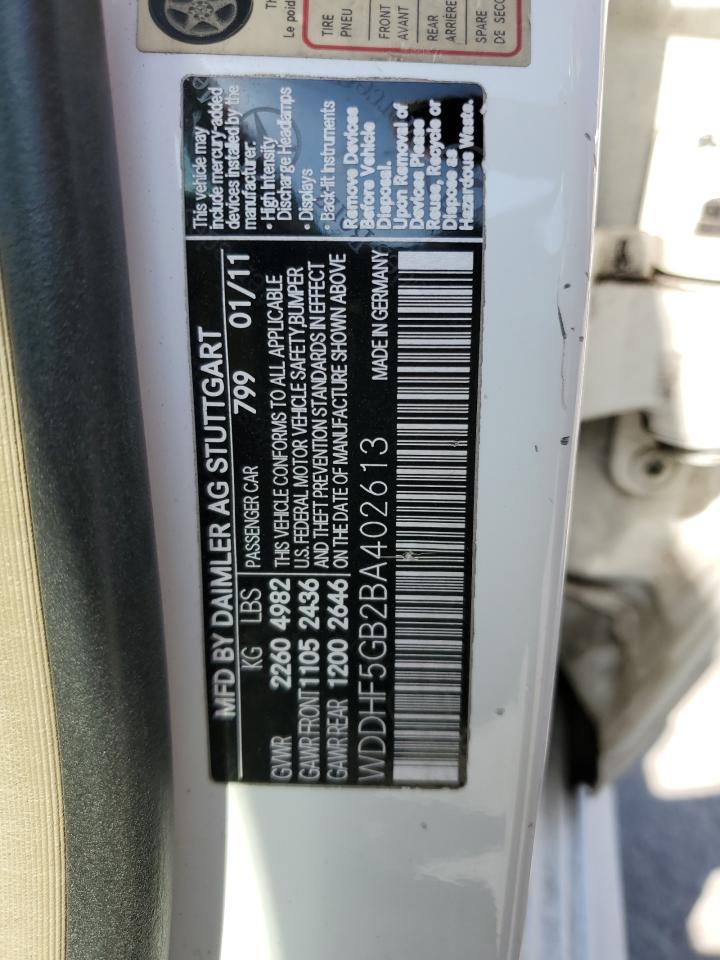 TH
Le poid
TIRE
PNEU
FRONT
AVANT
REAR
ARRIÈRE
SPARE
DE SECO
MFD BY DAIMLER AG STUTTGART
KG LBS
PASSENGER CAR 799 01/11
GVWR 2260 4982
GAWR FRONT 1105 2436
GAWR REAR 1200 2646
THIS VEHICLE CONFORMS TO ALL APPLICABLE
U.S. FEDERAL MOTOR VEHICLE SAFETY,BUMPER
AND THEFT PREVENTION STANDARDS IN EFFECT
ON THE DATE OF MANUFACTURE SHOWN ABOVE
WDDHF5GB2BA402613
MADE IN GERMANY
This vehicle may
include mercury-added
devices installed by the
manufacturer:
• High Intensity
Discharge Headlamps
• Displays
• Back-lit Instruments
Remove Devices
Before Vehicle
Disposal.
Upon Removal of
Devices Please
Reuse, Recycle or
Dispose as
Hazardous Waste.